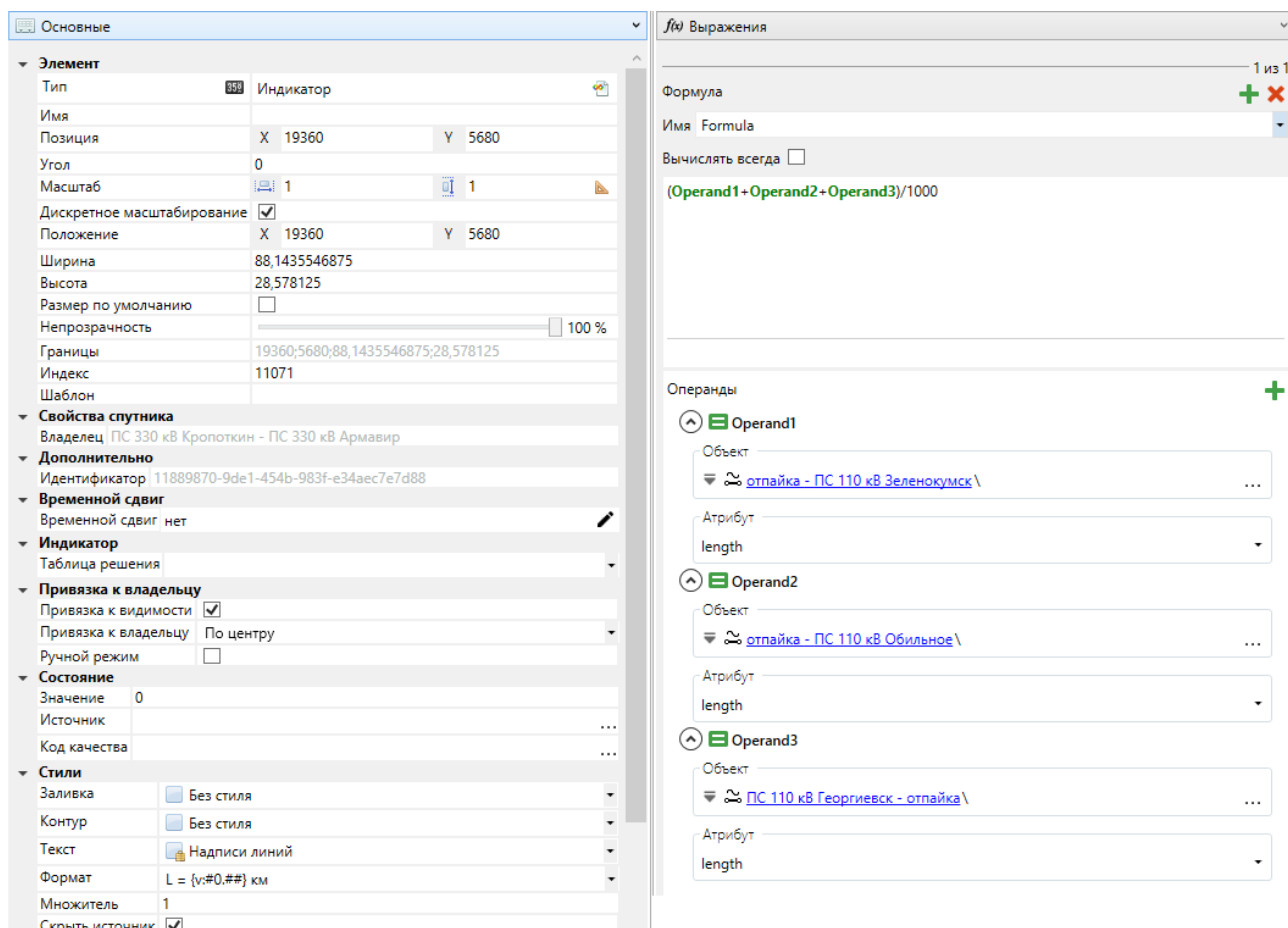 Основные
Элемент
Тип 358 Индикатор
Имя
Позиция X 19360 Y 5680
Угол 0
Масштаб 1 1
Дискретное масштабирование
Положение X 19360 Y 5680
Ширина 88,1435546875
Высота 28,578125
Размер по умолчанию
Непрозрачность 100 %
Границы 19360;5680;88,1435546875;28,578125
Индекс 11071
Шаблон
Свойства спутника
Владелец ПС 330 кВ Кропоткин - ПС 330 кВ Армавир
Дополнительно
Идентификатор 11889870-9de1-454b-983f-e34aec7e7d88
Временной сдвиг
Временной сдвиг нет
Индикатор
Таблица решения
Привязка к владельцу
Привязка к видимости
Привязка к владельцу По центру
Ручной режим
Состояние
Значение 0
Источник ...
Код качества ...
Стили
Заливка Без стиля
Контур Без стиля
Текст Надписи линий
Формат L = {v:#0.##} км
Множитель 1
Скрыть источник
f(x) Выражения
1 из 1
Формула
Имя Formula
Вычислять всегда
(Operand1+Operand2+Operand3)/1000
Операнды
Operand1
Объект
отпайка - ПС 110 кВ Зеленокумск\ ...
Атрибут
length
Operand2
Объект
отпайка - ПС 110 кВ Обильное\ ...
Атрибут
length
Operand3
Объект
ПС 110 кВ Георгиевск - отпайка\ ...
Атрибут
length